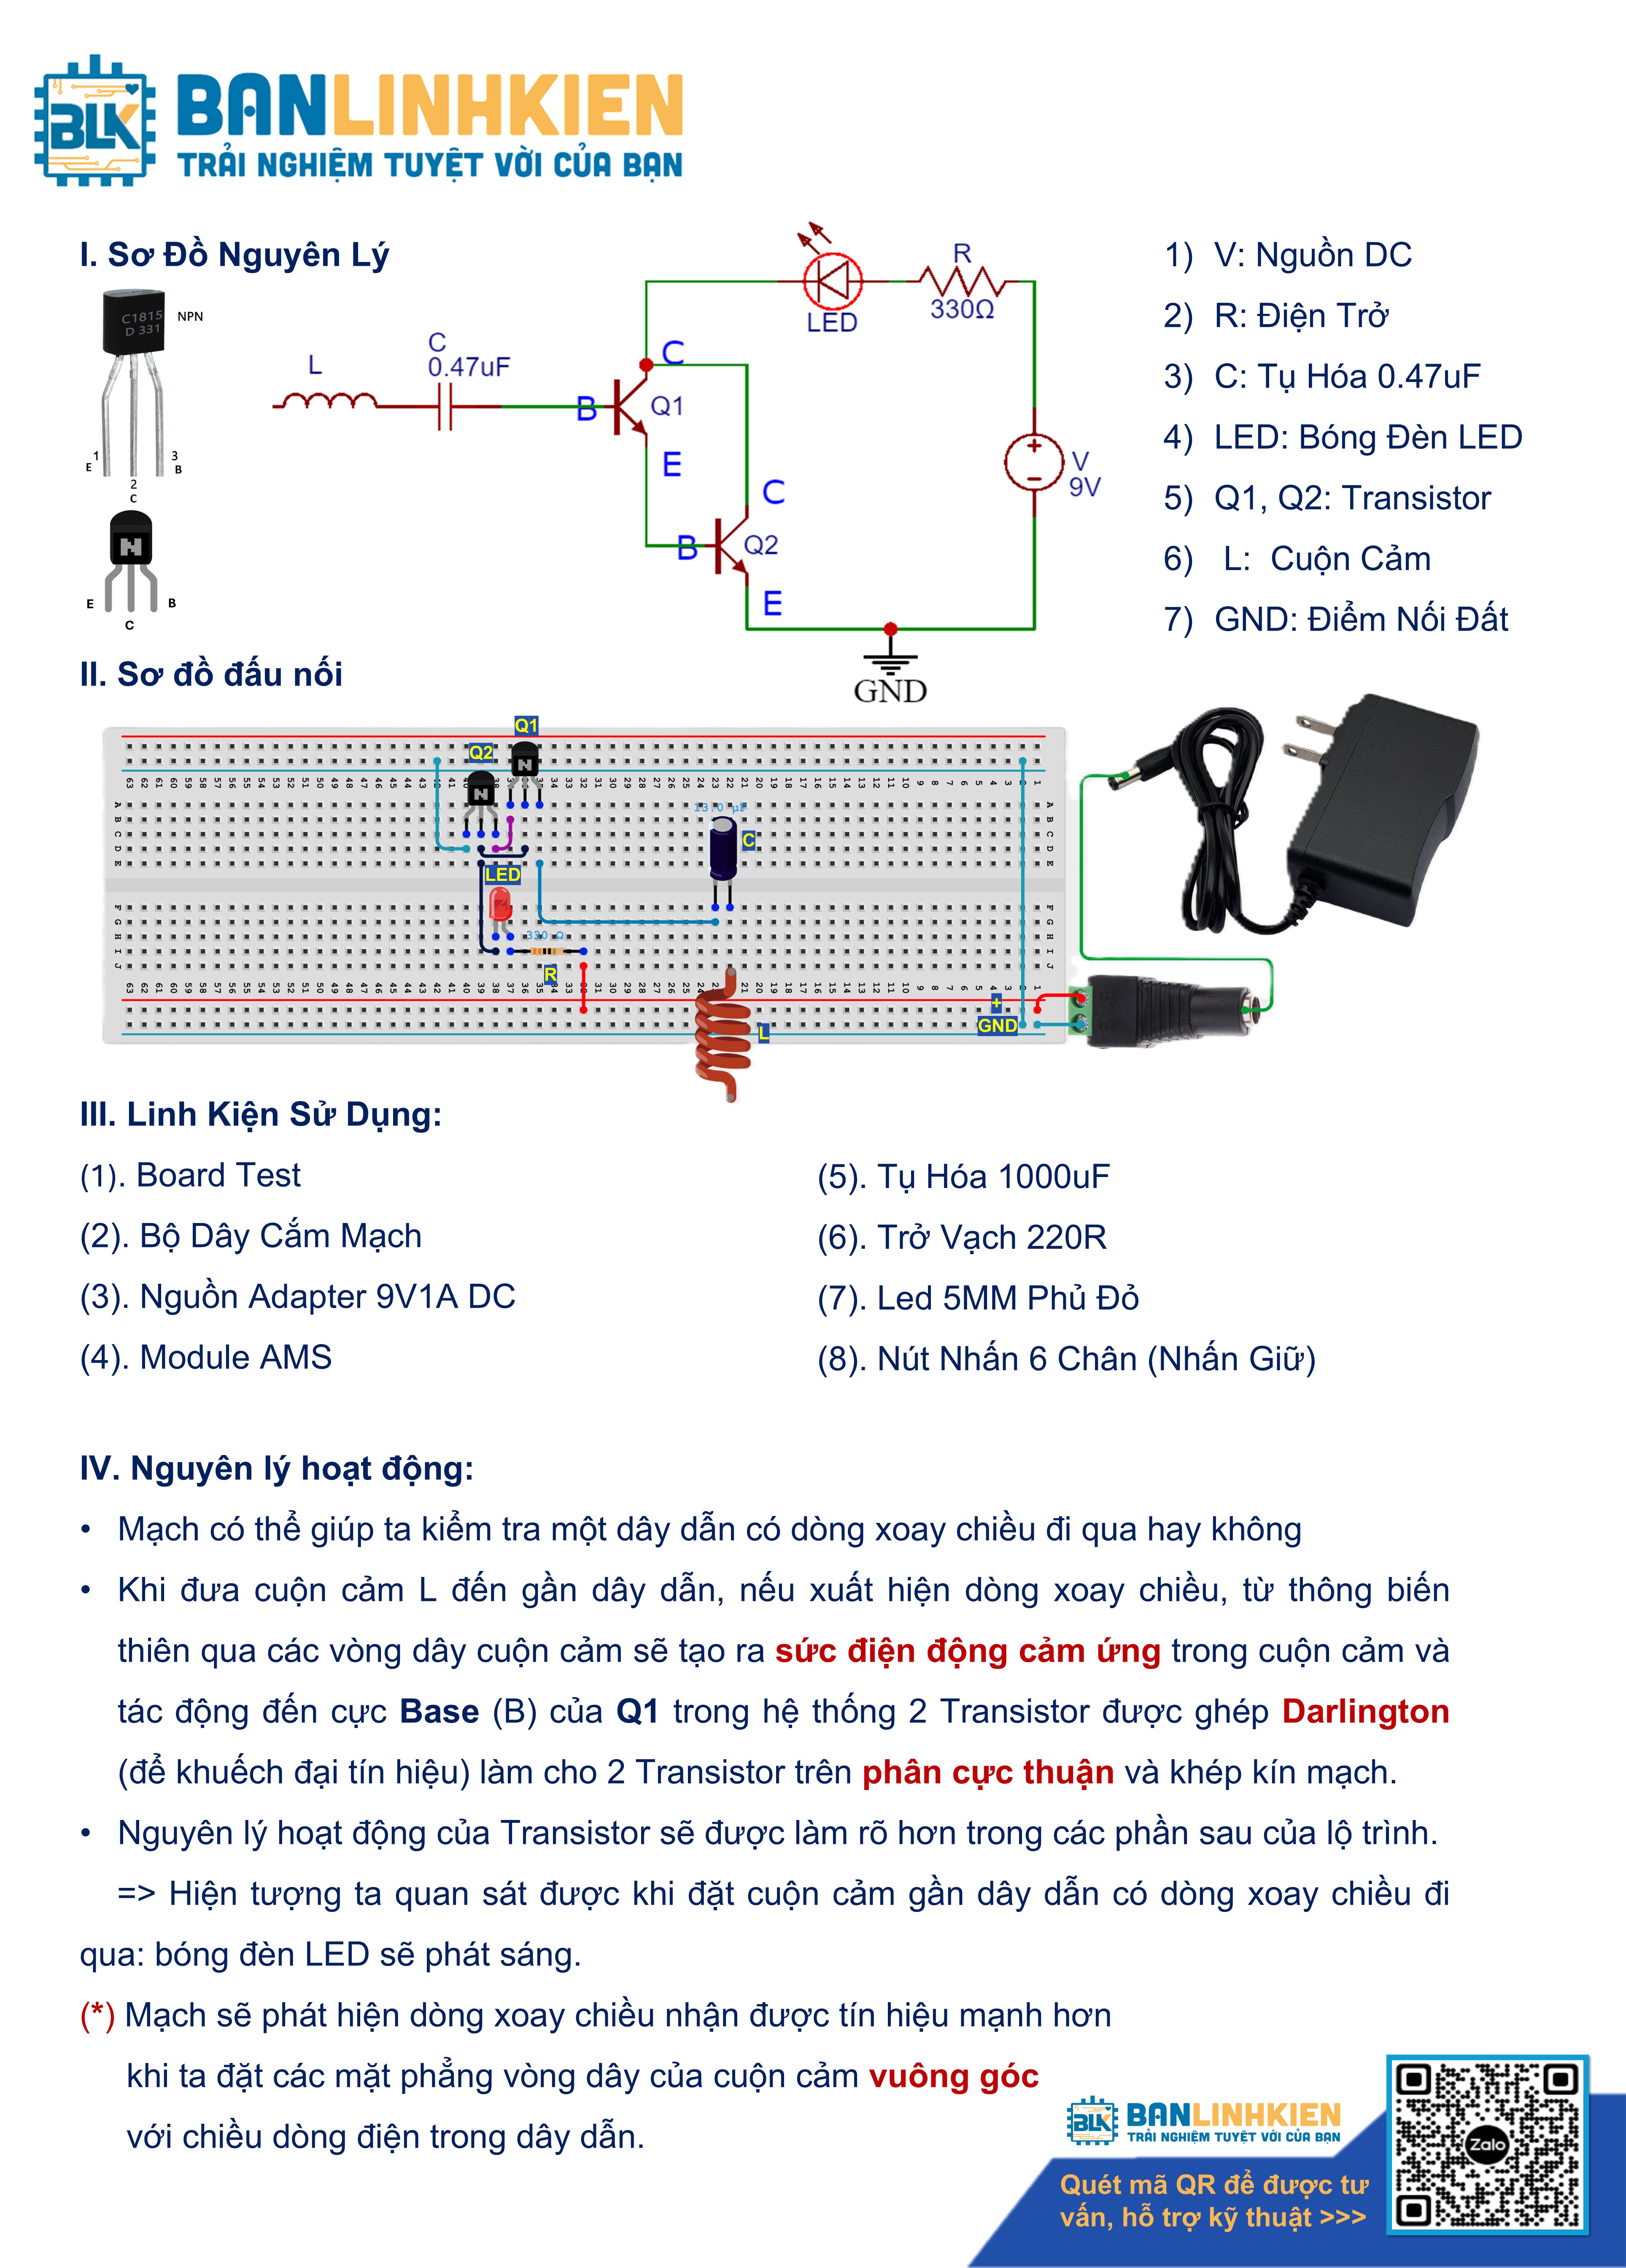 BLK
BANLINHKIEN
TRẢI NGHIỆM TUYỆT VỜI CỦA BẠN
I. Sơ Đồ Nguyên Lý
C1815
D 331
NPN
1
E
3
B
2
C
N
E
B
C
L
C
0.47uF
B
C
Q1
E
B
C
Q2
E
LED
R
330Ω
V
9V
GND
1) V: Nguồn DC
2) R: Điện Trở
3) C: Tụ Hóa 0.47uF
4) LED: Bóng Đèn LED
5) Q1, Q2: Transistor
6) L: Cuộn Cảm
7) GND: Điểm Nối Đất
II. Sơ đồ đấu nối
Q1
Q2
N
N
13.0 µF
C
LED
330 Ω
R
L
+
GND
III. Linh Kiện Sử Dụng:
(1). Board Test
(2). Bộ Dây Cắm Mạch
(3). Nguồn Adapter 9V1A DC
(4). Module AMS
(5). Tụ Hóa 1000uF
(6). Trở Vạch 220R
(7). Led 5MM Phủ Đỏ
(8). Nút Nhấn 6 Chân (Nhấn Giữ)
IV. Nguyên lý hoạt động:
• Mạch có thể giúp ta kiểm tra một dây dẫn có dòng xoay chiều đi qua hay không
• Khi đưa cuộn cảm L đến gần dây dẫn, nếu xuất hiện dòng xoay chiều, từ thông biến
thiên qua các vòng dây cuộn cảm sẽ tạo ra sức điện động cảm ứng trong cuộn cảm và
tác động đến cực Base (B) của Q1 trong hệ thống 2 Transistor được ghép Darlington
(để khuếch đại tín hiệu) làm cho 2 Transistor trên phân cực thuận và khép kín mạch.
• Nguyên lý hoạt động của Transistor sẽ được làm rõ hơn trong các phần sau của lộ trình.
=> Hiện tượng ta quan sát được khi đặt cuộn cảm gần dây dẫn có dòng xoay chiều đi
qua: bóng đèn LED sẽ phát sáng.
(*) Mạch sẽ phát hiện dòng xoay chiều nhận được tín hiệu mạnh hơn
khi ta đặt các mặt phẳng vòng dây của cuộn cảm vuông góc
với chiều dòng điện trong dây dẫn.
BLK
BANLINHKIEN
TRẢI NGHIỆM TUYỆT VỜI CỦA BẠN
Quét mã QR để được tư
vấn, hỗ trợ kỹ thuật >>>
Zalo